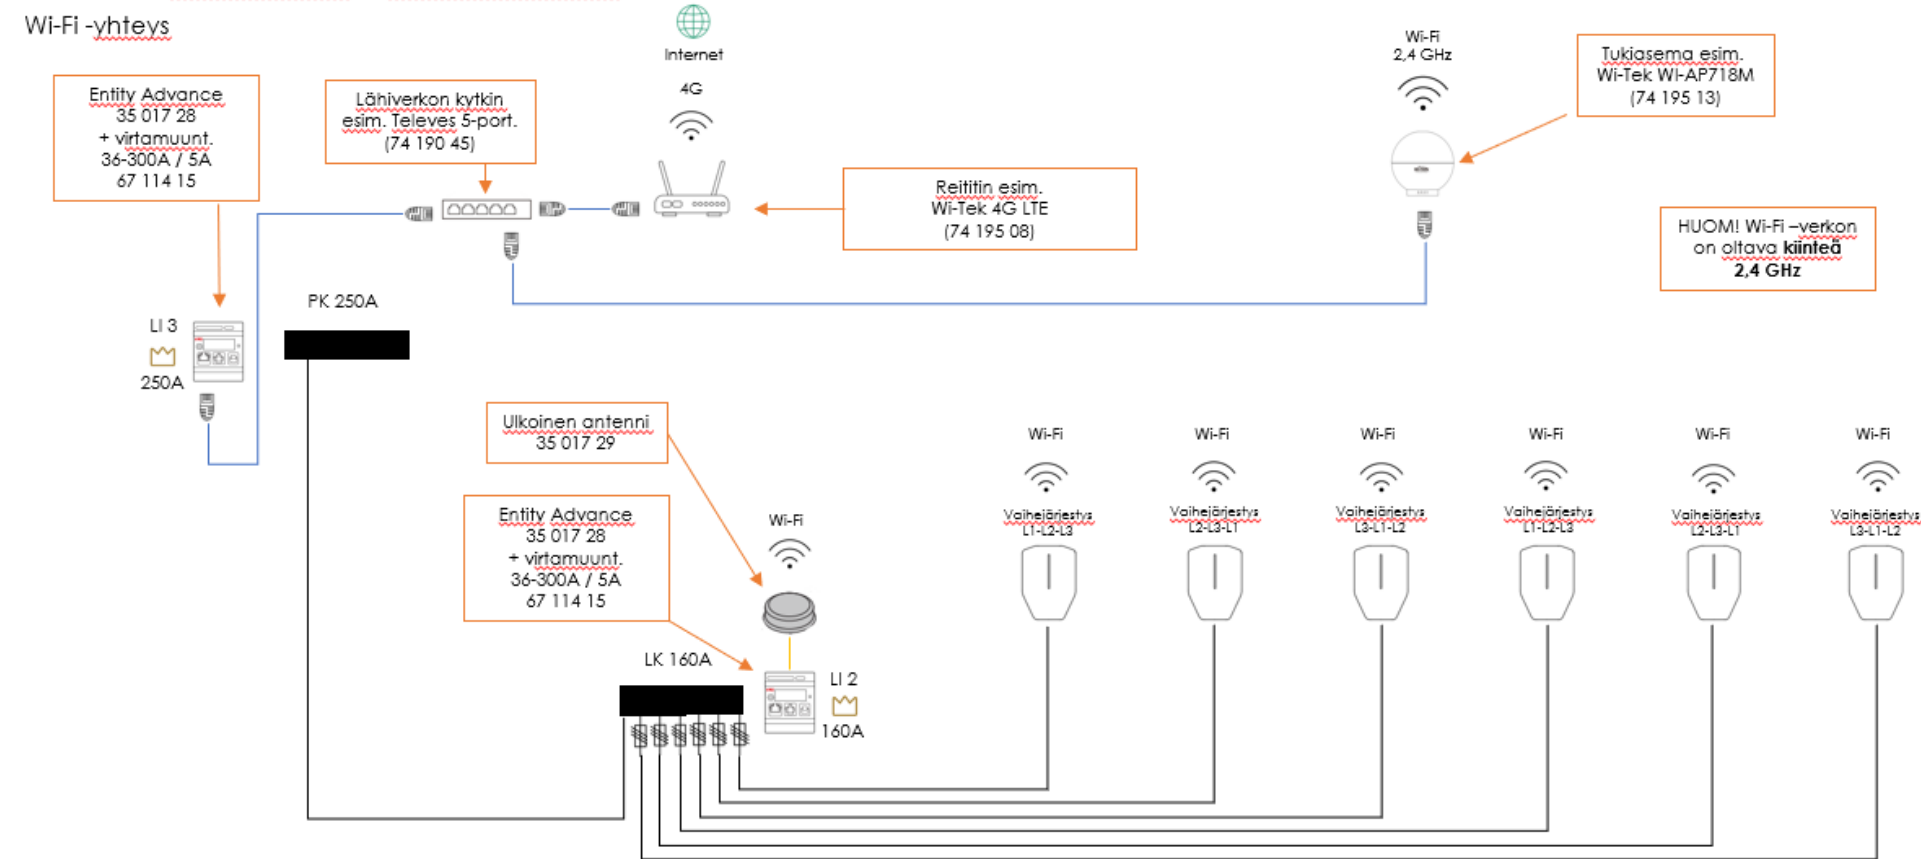 Wi-Fi -yhteys
Internet
4G
Entity Advance
35 017 28
+ virtamuunt.
36-300A / 5A
67 114 15
Lähiverkon kytkin
esim. Televes 5-port.
(74 190 45)
Reititin esim.
Wi-Tek 4G LTE
(74 195 08)
Wi-Fi
2,4 GHz
Tukiasema esim.
Wi-Tek WI-AP718M
(74 195 13)
HUOM! Wi-Fi –verkon
on oltava kiinteä
2,4 GHz
PK 250A
LI 3
250A
Ulkoinen antenni
35 017 29
Entity Advance
35 017 28
+ virtamuunt.
36-300A / 5A
67 114 15
Wi-Fi
LK 160A
LI 2
160A
Wi-Fi
Vaihejärjestys
L1-L2-L3
Wi-Fi
Vaihejärjestys
L2-L3-L1
Wi-Fi
Vaihejärjestys
L3-L1-L2
Wi-Fi
Vaihejärjestys
L1-L2-L3
Wi-Fi
Vaihejärjestys
L2-L3-L1
Wi-Fi
Vaihejärjestys
L3-L1-L2